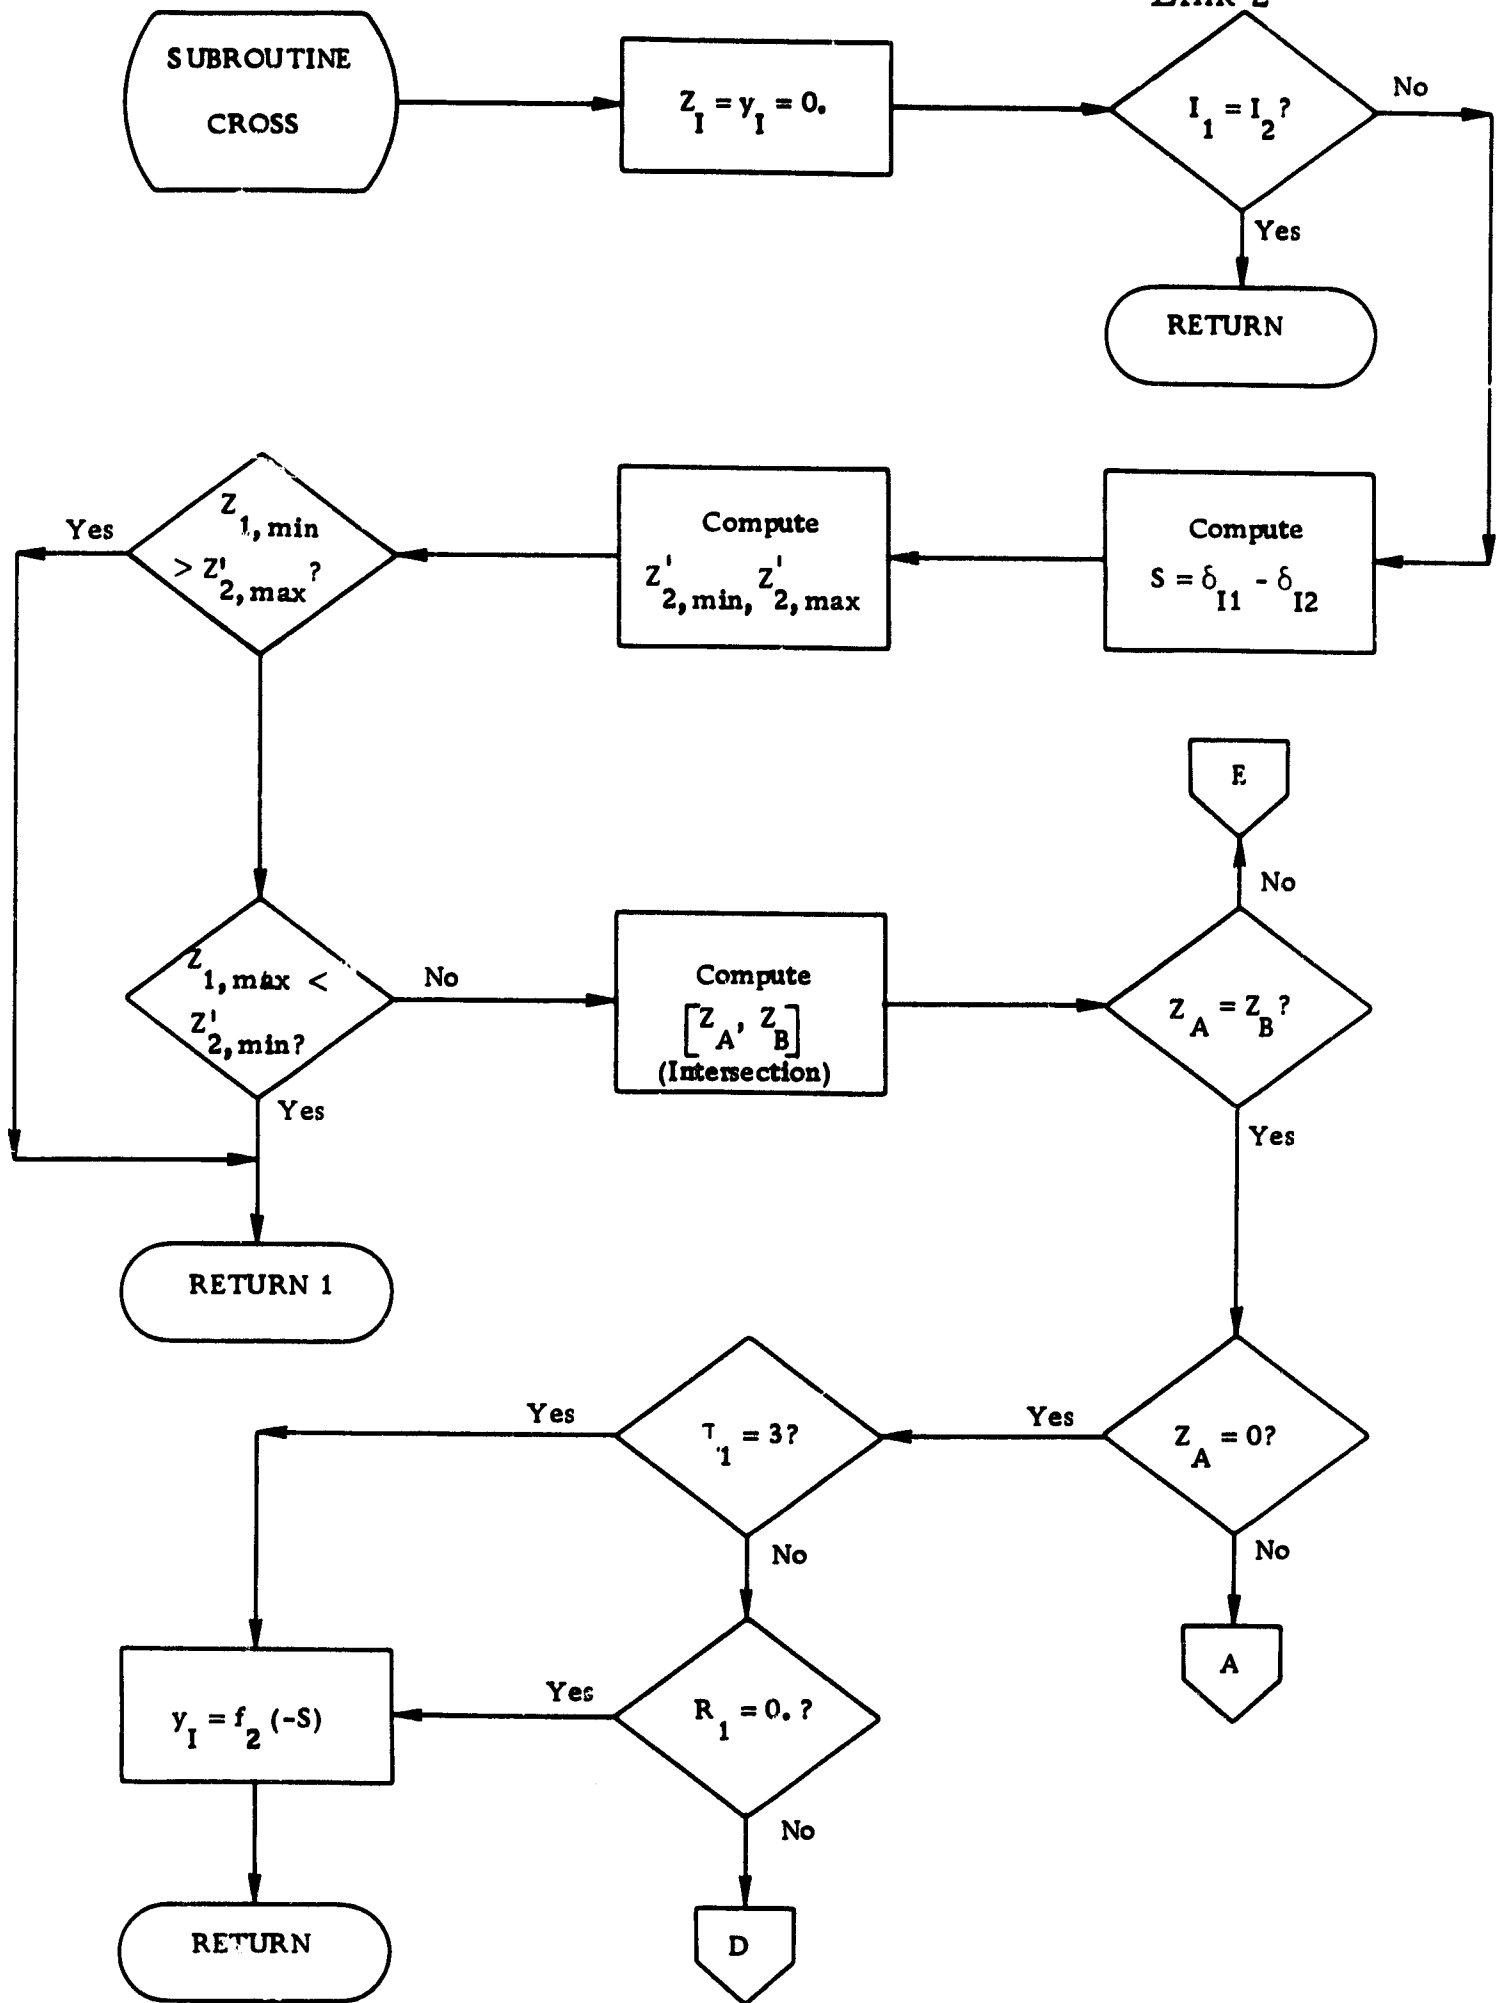 SUBROUTINE
CROSS
Z_I = y_I = 0.
I_1 = I_2?
No
Yes
RETURN
Compute
S = δ_I1 - δ_I2
Compute
Z'_2,min, Z'_2,max
Z_1,min
> Z'_2,max?
Yes
E
No
Z_1,max <
Z'_2,min?
No
Compute
[Z_A, Z_B]
(Intersection)
Z_A = Z_B?
Yes
Yes
RETURN 1
Yes
_1 = 3?
Yes
Z_A = 0?
No
No
A
y_I = f_2 (-S)
Yes
R_1 = 0. ?
No
RETURN
D